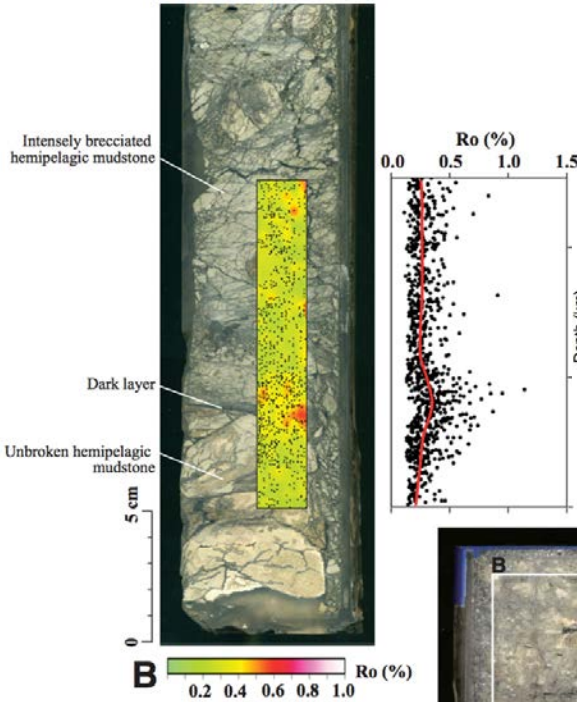 Intensely brecciated
hemipelagic mudstone
Dark layer
Unbroken hemipelagic
mudstone
5 cm
0
B
0.2 0.4 0.6 0.8 1.0
Ro (%)
Ro (%)
0.0 0.5 1.0 1.5
B